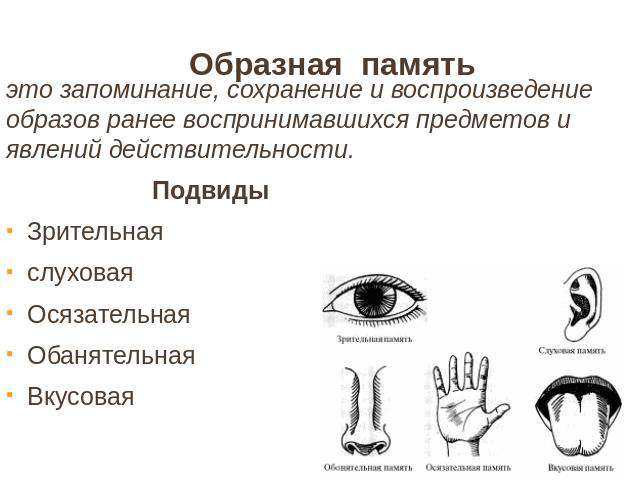 Образная память
это запоминание, сохранение и воспроизведение
образов ранее воспринимавшихся предметов и
явлений действительности.
Подвиды
Зрительная
слуховая
Осязательная
Обанятельная
Вкусовая
Зрительная память
Слуховая память
Обонятельная память
Осязательная память
Вкусовая память